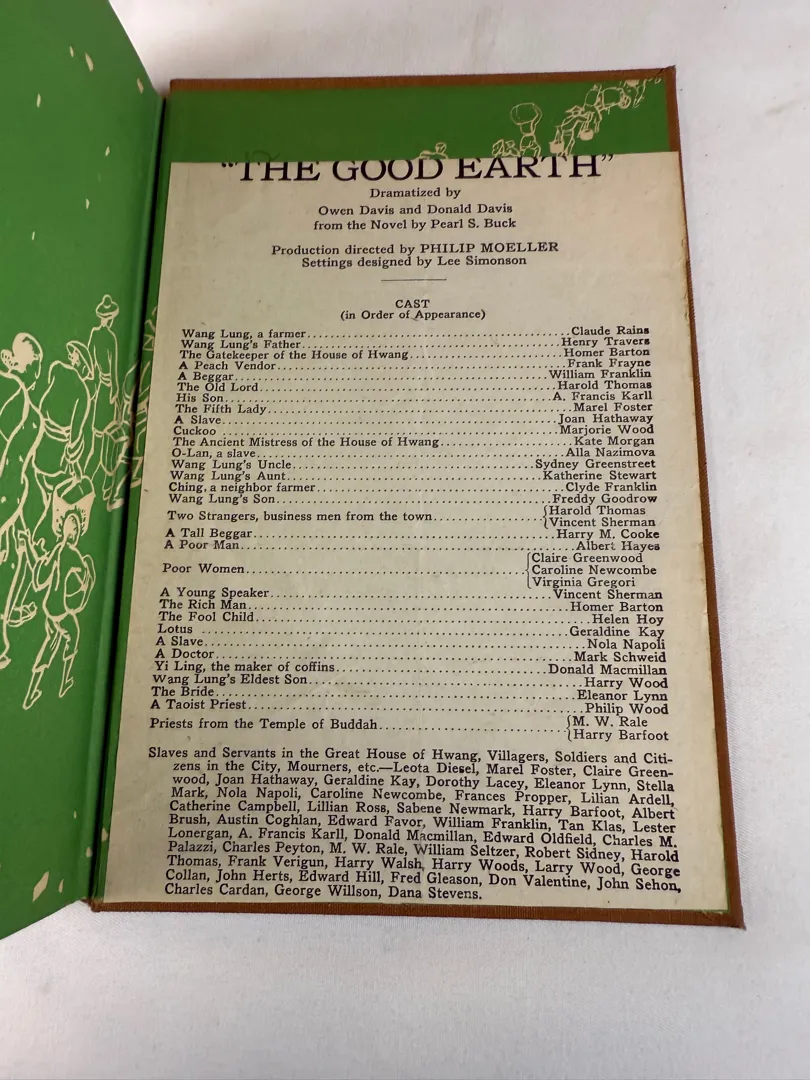 "THE GOOD EARTH"
Dramatized by
Owen Davis and Donald Davis
from the Novel by Pearl S. Buck
Production directed by PHILIP MOELLER
Settings designed by Lee Simonson
CAST
(in Order of Appearance)
Wang Lung, a farmer..............................Claude Rains
Wang Lung's Father..............................Henry Travers
The Gatekeeper of the House of Hwang..............................Homer Barton
A Peach Vendor..............................Frank Frayne
A Beggar..............................William Franklin
The Old Lord..............................Harold Thomas
His Son..............................A. Francis Karll
The Fifth Lady..............................Marel Foster
A Slave..............................Joan Hathaway
Cuckoo..............................Marjorie Wood
The Ancient Mistress of the House of Hwang..............................Kate Morgan
O-Lan, a slave..............................Alla Nazimova
Wang Lung's Uncle..............................Sydney Greenstreet
Wang Lung's Aunt..............................Katherine Stewart
Ching, a neighbor farmer..............................Clyde Franklin
Wang Lung's Son..............................Freddy Goodrow
Two Strangers, business men from the town....................{Harold Thomas
{Vincent Sherman
A Tall Beggar..............................Harry M. Cooke
A Poor Man..............................Albert Hayes
{Claire Greenwood
Poor Women..............................{Caroline Newcombe
{Virginia Gregori
A Young Speaker..............................Vincent Sherman
The Rich Man..............................Homer Barton
The Fool Child..............................Helen Hoy
Lotus..............................Geraldine Kay
A Slave..............................Nola Napoli
A Doctor..............................Mark Schweid
Yi Ling, the maker of coffins..............................Donald Macmillan
Wang Lung's Eldest Son..............................Harry Wood
The Bride..............................Eleanor Lynn
A Taoist Priest..............................Philip Wood
Priests from the Temple of Buddah....................{M. W. Rale
{Harry Barfoot
Slaves and Servants in the Great House of Hwang, Villagers, Soldiers and Citi-
zens in the City, Mourners, etc.—Leota Diesel, Marel Foster, Claire Green-
wood, Joan Hathaway, Geraldine Kay, Dorothy Lacey, Eleanor Lynn, Stella
Mark, Nola Napoli, Caroline Newcombe, Frances Propper, Lilian Ardell,
Catherine Campbell, Lillian Ross, Sabene Newmark, Harry Barfoot, Albert
Brush, Austin Coghlan, Edward Favor, William Franklin, Tan Klas, Lester
Lonergan, A. Francis Karll, Donald Macmillan, Edward Oldfield, Charles M.
Palazzi, Charles Peyton, M. W. Rale, William Seltzer, Robert Sidney, Harold
Thomas, Frank Verigun, Harry Walsh, Harry Woods, Larry Wood, George
Collan, John Herts, Edward Hill, Fred Gleason, Don Valentine, John Sehon,
Charles Cardan, George Willson, Dana Stevens.